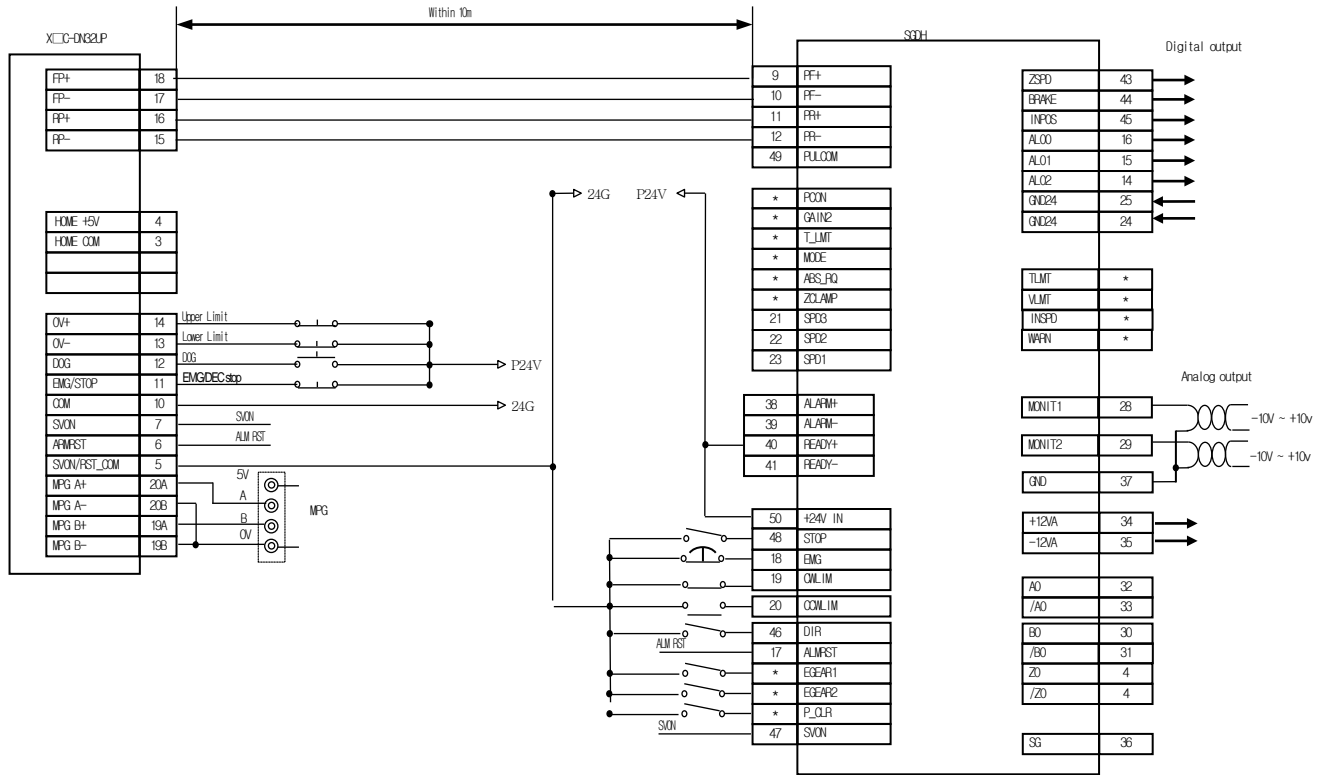 Within 10m
X□C-DN32UP
SGDH
Digital output
FP+ 18
FP- 17
RP+ 16
RP- 15
HOME +5V 4
HOME COM 3
OV+ 14 Upper Limit
OV- 13 Lower Limit
DOG 12 DOG
EMG/STOP 11 EMG/DEC stop
COM 10
SVON 7 SVON
ARMRST 6 ALM RST
SVON/RST_COM 5
MPG A+ 20A
MPG A- 20B
MPG B+ 19A
MPG B- 19B
5V
A
B
0V
MPG
P24V
24G
24G
P24V
9 PF+
10 PF-
11 PR+
12 PR-
49 PULCOM
* PCON
* GAIN2
* T_LMT
* MODE
* ABS_RQ
* ZCLAMP
21 SPD3
22 SPD2
23 SPD1
38 ALARM+
39 ALARM-
40 READY+
41 READY-
50 +24V IN
48 STOP
18 EMG
19 CWLIM
20 CCWLIM
46 DIR
ALM RST 17 ALMRST
* EGEAR1
* EGEAR2
* P_CLR
SVON 47 SVON
ZSPD 43
BRAKE 44
INPOS 45
ALO0 16
ALO1 15
ALO2 14
GND24 25
GND24 24
TLMT *
VLMT *
INSPD *
WARN *
Analog output
MONIT1 28 -10V ~ +10v
MONIT2 29 -10V ~ +10v
GND 37
+12VA 34
-12VA 35
AO 32
/AO 33
BO 30
/BO 31
ZO 4
/ZO 4
SG 36